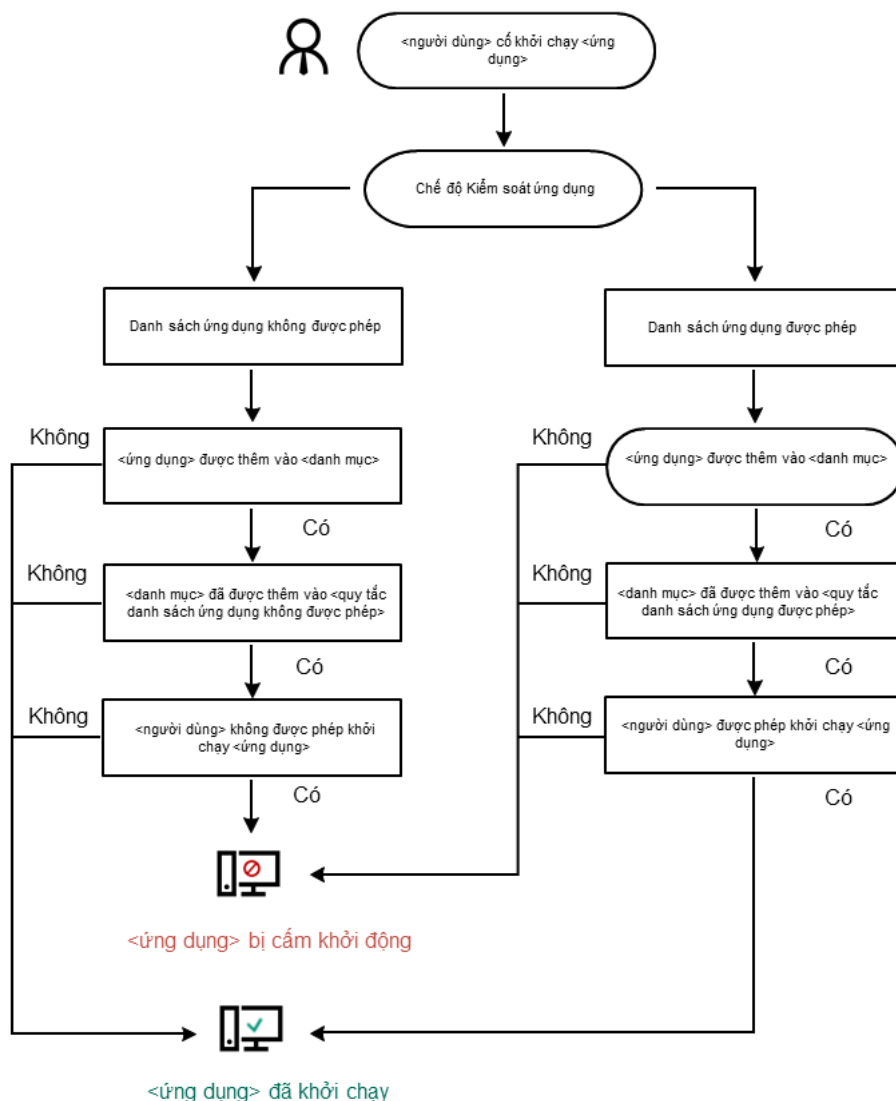 <người dùng> cố khởi chạy <ứng
dụng>
Chế độ Kiểm soát ứng dụng
Danh sách ứng dụng không được phép
Danh sách ứng dụng được phép
Không
<ứng dụng> được thêm vào <danh mục>
Không
<ứng dụng> được thêm vào <danh mục>
Có
Có
Không
<danh mục> đã được thêm vào <quy tắc
danh sách ứng dụng không được phép>
Không
<danh mục> đã được thêm vào <quy tắc
danh sách ứng dụng được phép>
Có
Có
Không
<người dùng> không được phép khởi
chạy <ứng dụng>
Không
<người dùng> được phép khởi chạy <ứng
dụng>
Có
Có
<ứng dụng> bị cấm khởi động
<ứng dụng> đã khởi chạy